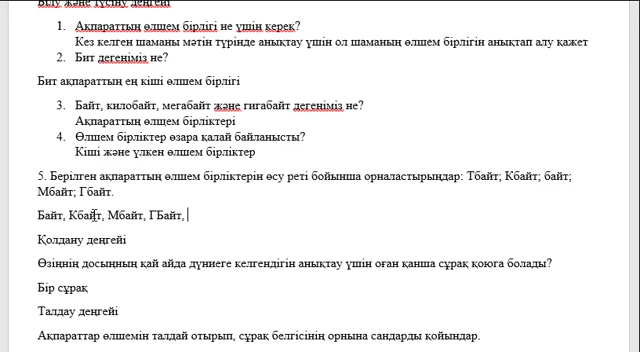 Білу және түсіну деңгейі
1. Ақпараттың өлшем бірлігі не үшін керек?
Кез келген шаманы мәтін түрінде анықтау үшін ол шаманың өлшем бірлігін анықтап алу қажет
2. Бит дегеніміз не?
Бит ақпараттың ең кіші өлшем бірлігі
3. Байт, килобайт, мегабайт және гигабайт дегеніміз не?
Ақпараттың өлщем бірліктері
4. Өлшем бірліктер өзара қалай байланысты?
Кіші және үлкен өлшем бірліктер
5. Берілген ақпараттың өлшем бірліктерін өсу реті бойынша орналастырыңдар: Тбайт; Кбайт; байт;
Мбайт; Гбайт.
Байт, Кбайт, Мбайт, ГБайт,
Қолдану деңгейі
Өзіңнің досыңның қай айда дүниеге келгендігін анықтау үшін оған қанша сұрақ қоюға болады?
Бір сұрақ
Талдау деңгейі
Ақпараттар өлшемін талдай отырып, сұрақ белгісінің орнына сандарды қойыңдар.